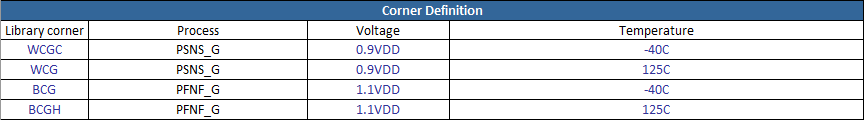 Corner Definition
Library corner Process Voltage Temperature
WCGC PSNS_G 0.9VDD -40C
WCG PSNS_G 0.9VDD 125C
BCG PFNF_G 1.1VDD -40C
BCGH PFNF_G 1.1VDD 125C